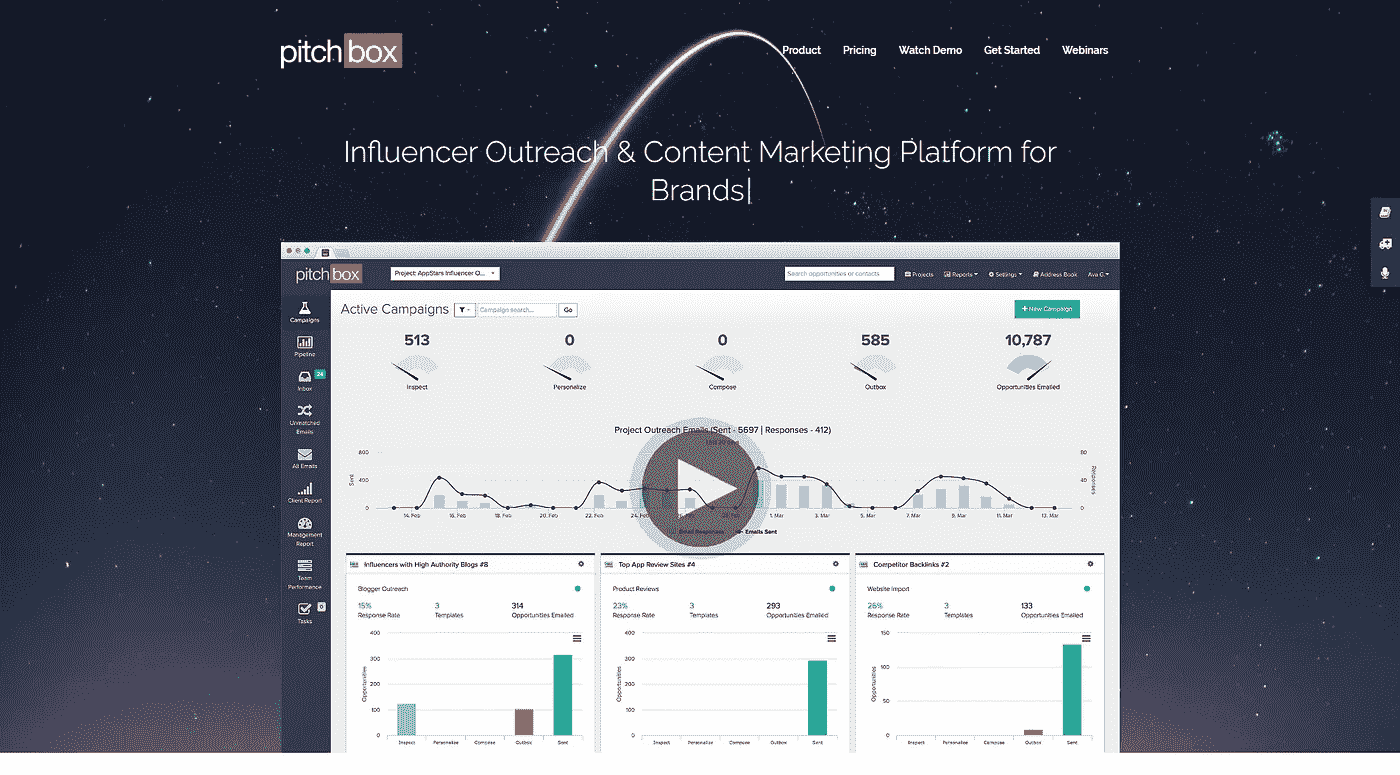 pitchbox
Product Pricing Watch Demo Get Started Webinars
Influencer Outreach & Content Marketing Platform for
Brands
pitchbox
Project: AppStars Influencer O...
Search opportunities or contacts
Projects Reports Settings Address Book Ava G.
Campaigns
Pipeline
Inbox 24
Unmatched
Emails
All Emails
Client Report
Management
Report
Team
Performance
Tasks 0
Active Campaigns
Campaign search...
Go
+ New Campaign
513 0 0 585 10,787
Inspect Personalize Compose Outbox Opportunities Emailed
Project Outreach Emails (Sent - 5697 | Responses - 412)
800 80
400 40
0 0
Sent
Responses
14. Feb 16. Feb 18. Feb 20. Feb 22. Feb 24. Feb 1. Mar 3. Mar 5. Mar 7. Mar 9. Mar 11. Mar 13. Mar
Emails Sent
Influencers with High Authority Blogs #8
Blogger Outreach
15% 3 314
Response Rate Templates Opportunities Emailed
400
300
200
100
0
Opportunities
Inspect Personalize Compose Outbox Sent
Top App Review Sites #4
Product Reviews
23% 3 293
Response Rate Templates Opportunities Emailed
400
300
200
100
0
Opportunities
Inspect Personalize Compose Outbox Sent
Competitor Backlinks #2
Website Import
26% 3 133
Response Rate Templates Opportunities Emailed
150
100
50
0
Opportunities
Inspect Personalize Compose Outbox Sent